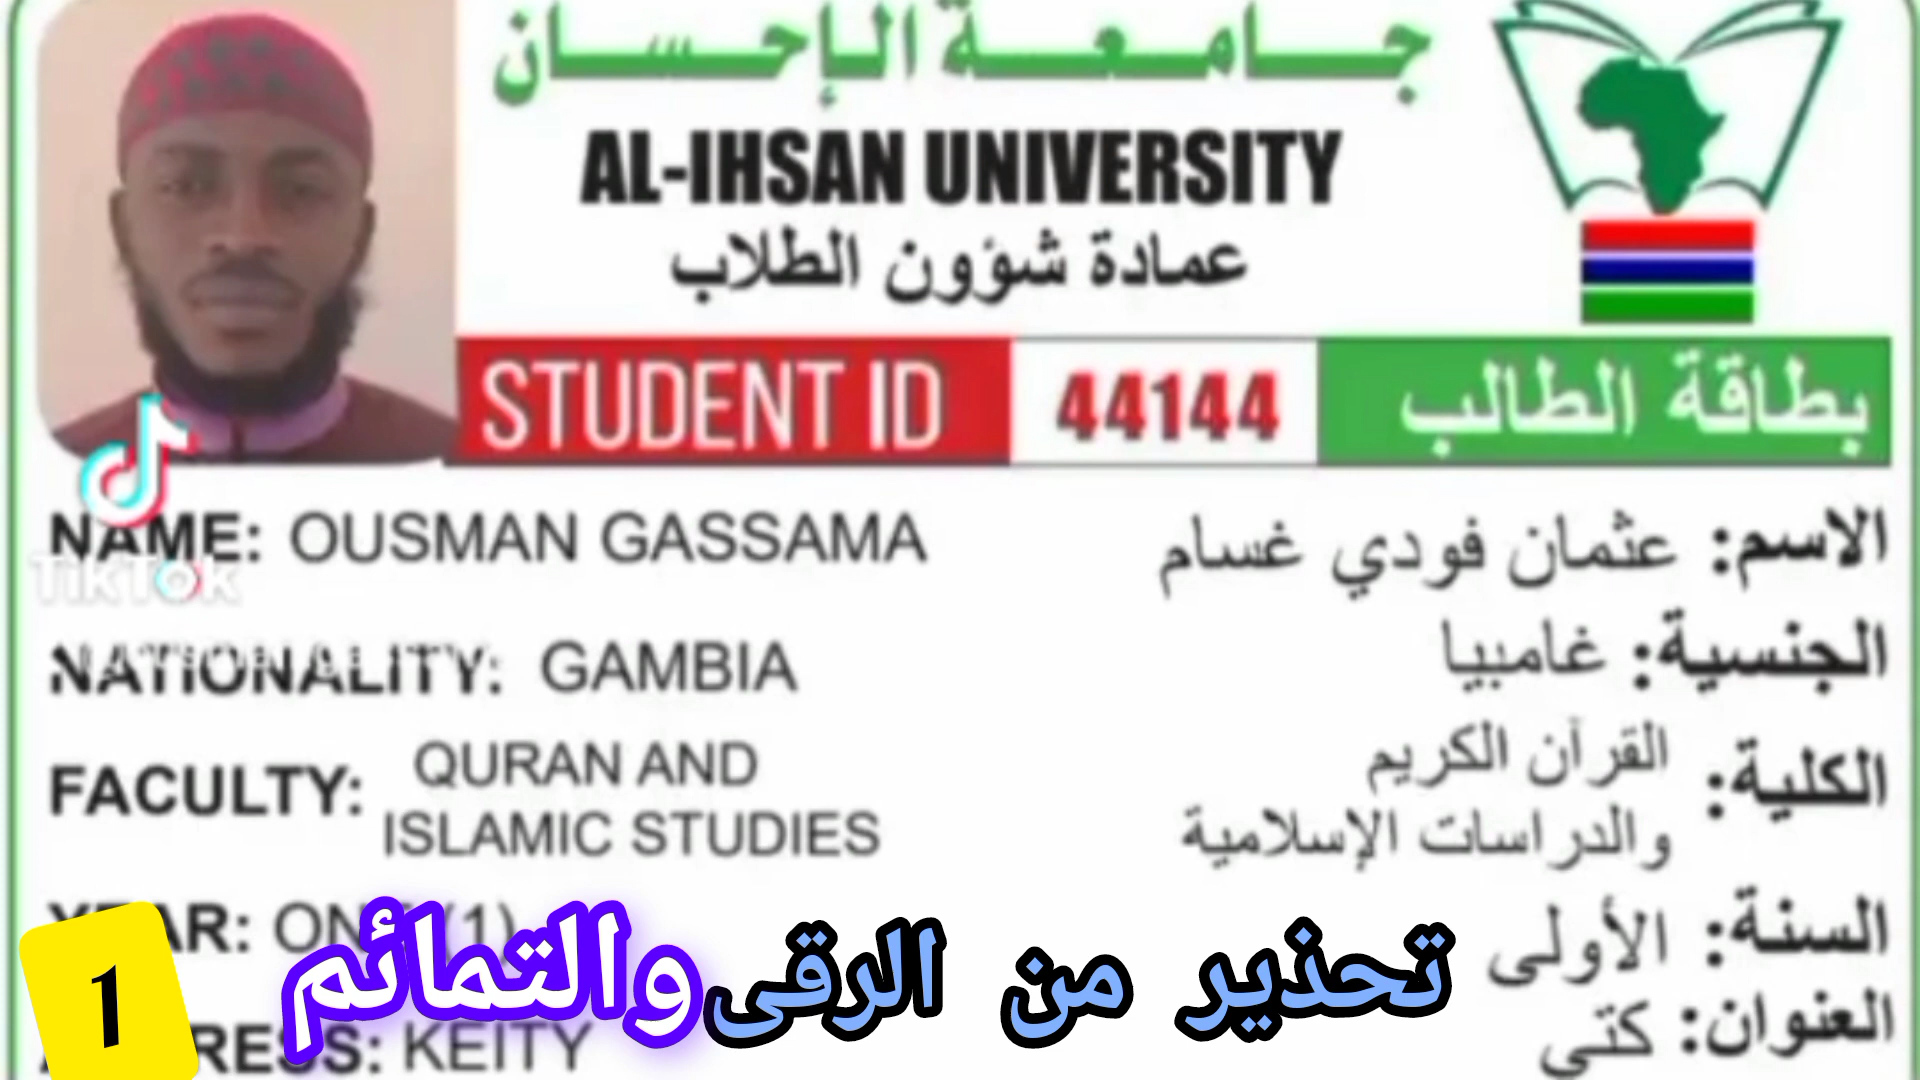 جامعة الإحسان
AL-IHSAN UNIVERSITY
عمادة شؤون الطلاب
STUDENT ID 44144 بطاقة الطالب
NAME: OUSMAN GASSAMA الاسم: عثمان فودي غسام
TikTok
NATIONALITY: GAMBIA الجنسية: غامبيا
FACULTY: QURAN AND الكلية: القرآن الكريم
ISLAMIC STUDIES والدراسات الإسلامية
(1) السنة: الأولى
تحذير من الرقى والتمائم
1
KEITY العنوان: كتي